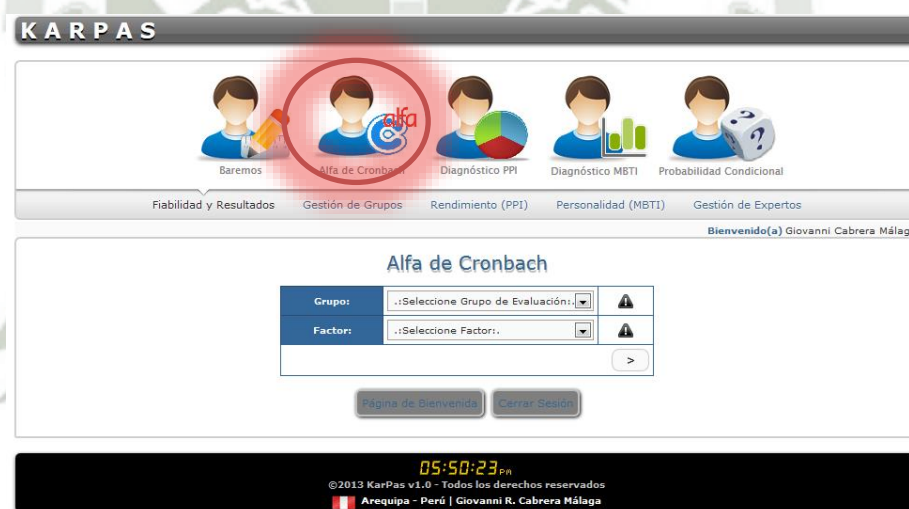 KARPAS
alfa
Baremos
Alfa de Cronbach
Diagnóstico PPI
Diagnóstico MBTI
Probabilidad Condicional
Fiabilidad y Resultados Gestión de Grupos Rendimiento (PPI) Personalidad (MBTI) Gestión de Expertos
Bienvenido(a) Giovanni Cabrera Málag
Alfa de Cronbach
Grupo: .:Seleccione Grupo de Evaluación:.
Factor: .:Seleccione Factor:.
>
Página de Bienvenida Cerrar Sesión
05:50:23 PM
©2013 KarPas v1.0 - Todos los derechos reservados
Arequipa - Perú | Giovanni R. Cabrera Málaga